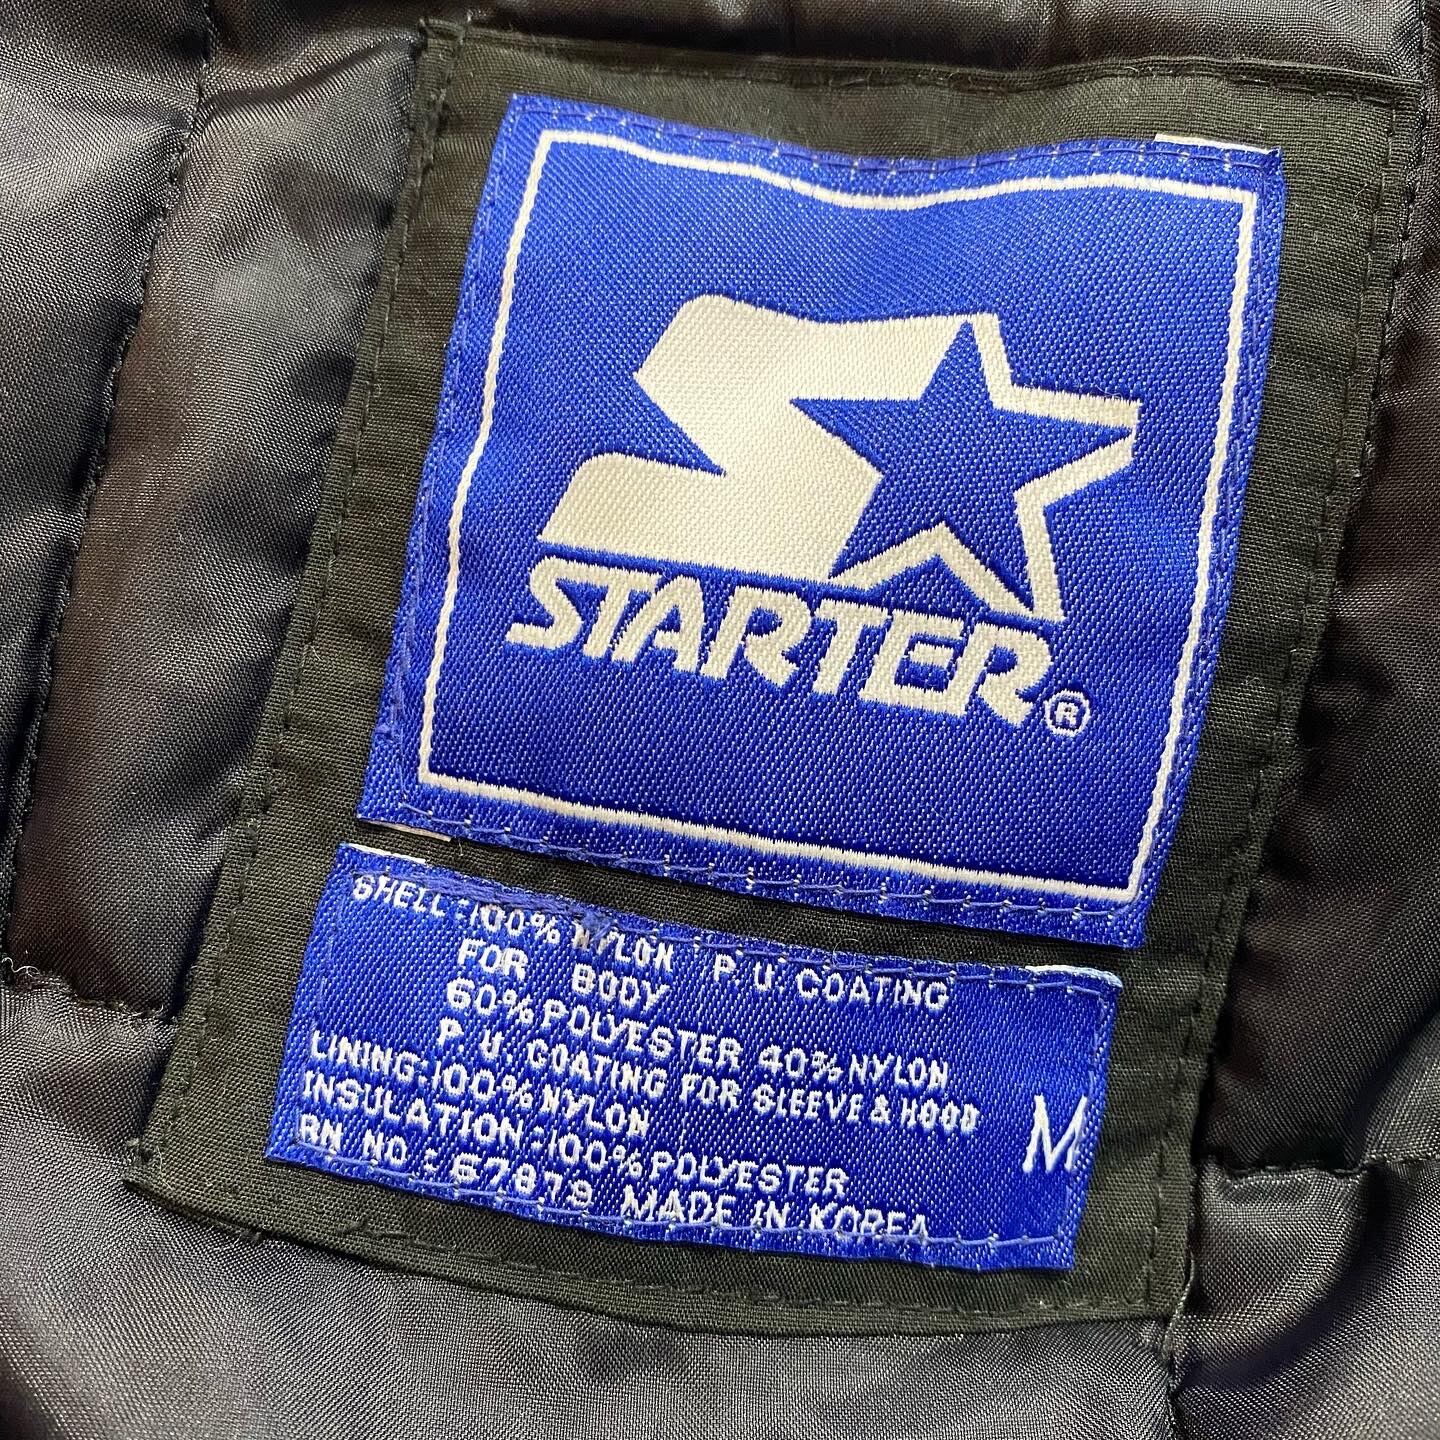 STARTER®
SHELL:100% NYLON P.U. COATING
FOR BODY
60% POLYESTER 40% NYLON
P.U. COATING FOR SLEEVE & HOOD
LINING:100% NYLON
INSULATION:100% POLYESTER
RN NO: 67879 MADE IN KOREA
M